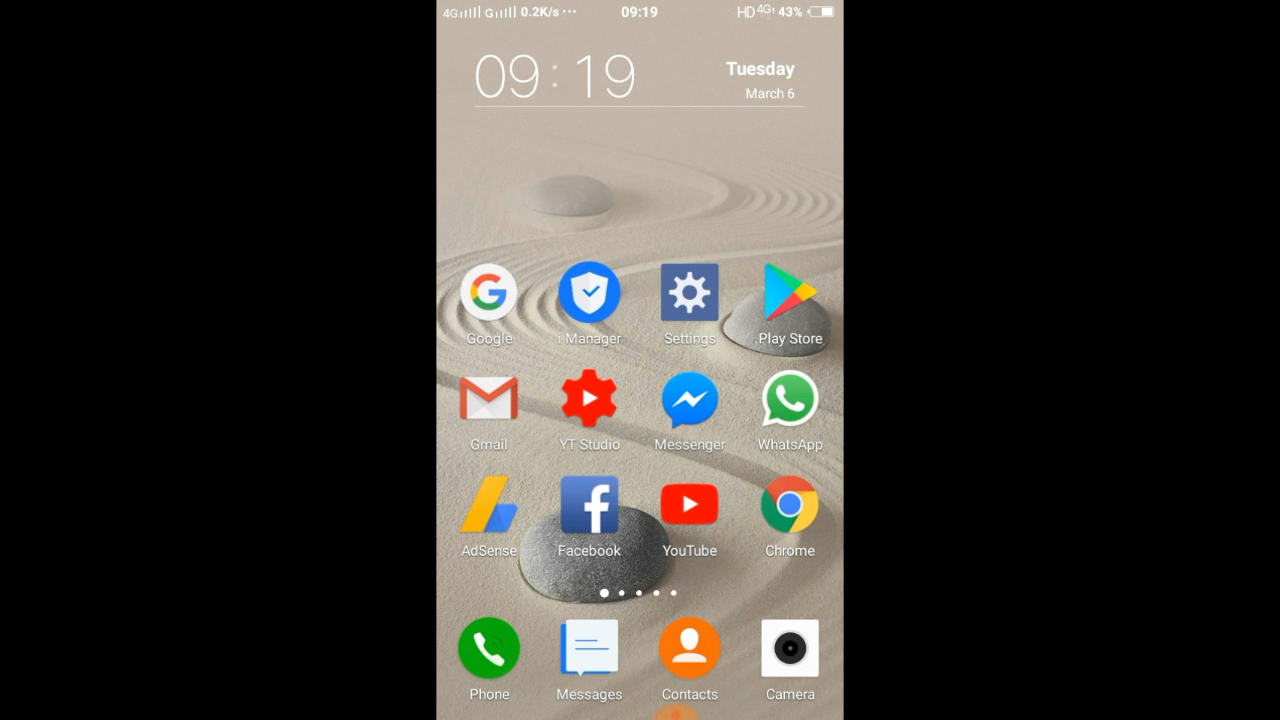 4G G 0.2K/s ··· 09:19 HD 4G 43%
09:19 Tuesday
March 6
Google i Manager Settings Play Store
Gmail YT Studio Messenger WhatsApp
AdSense Facebook YouTube Chrome
Phone Messages Contacts Camera